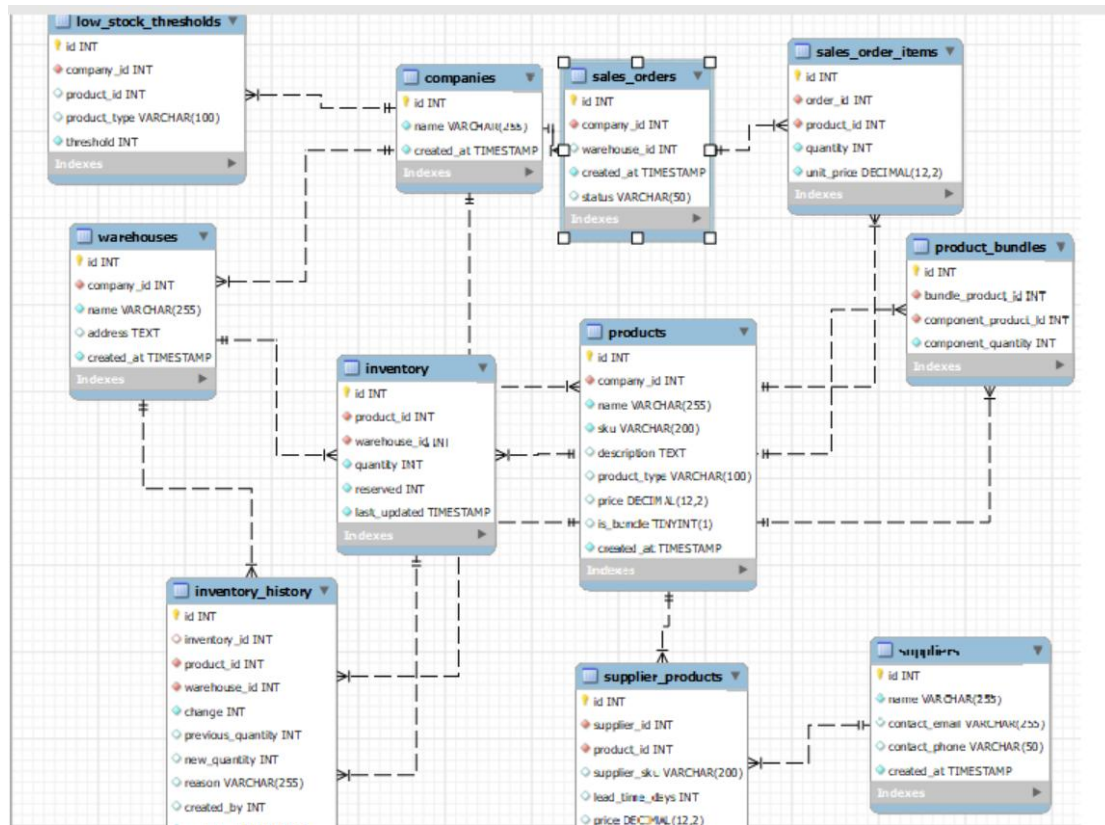 low_stock_thresholds
id INT
company_id INT
product_id INT
product_type VARCHAR(100)
threshold INT
Indexes
companies
id INT
name VARCHAR(255)
created_at TIMESTAMP
Indexes
sales_orders
id INT
company_id INT
warehouse_id INT
created_at TIMESTAMP
status VARCHAR(50)
Indexes
sales_order_items
id INT
order_id INT
product_id INT
quantity INT
unit_price DECIMAL(12,2)
Indexes
warehouses
id INT
company_id INT
name VARCHAR(255)
address TEXT
created_at TIMESTAMP
Indexes
product_bundles
id INT
bundle_product_id INT
component_product_id INT
component_quantity INT
Indexes
inventory
id INT
product_id INT
warehouse_id INT
quantity INT
reserved INT
last_updated TIMESTAMP
Indexes
products
id INT
company_id INT
name VARCHAR(255)
sku VARCHAR(200)
description TEXT
product_type VARCHAR(100)
price DECIMAL(12,2)
is_bundle TINYINT(1)
created_at TIMESTAMP
Indexes
inventory_history
id INT
inventory_id INT
product_id INT
warehouse_id INT
change INT
previous_quantity INT
new_quantity INT
reason VARCHAR(255)
created_by INT
supplier_products
id INT
supplier_id INT
product_id INT
supplier_sku VARCHAR(200)
lead_time_days INT
price DECIMAL(12,2)
suppliers
id INT
name VARCHAR(255)
contact_email VARCHAR(255)
contact_phone VARCHAR(50)
created_at TIMESTAMP
Indexes